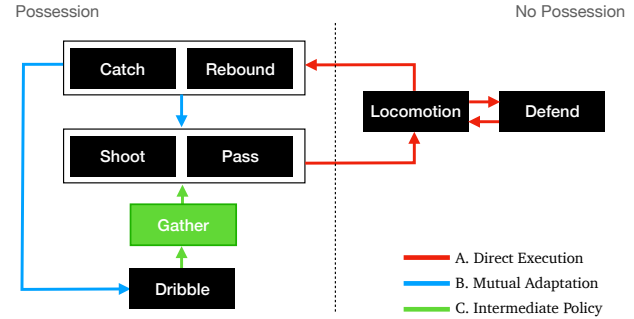 Possession
No Possession
Catch
Rebound
Locomotion
Defend
Shoot
Pass
Gather
Dribble
A. Direct Execution
B. Mutual Adaptation
C. Intermediate Policy